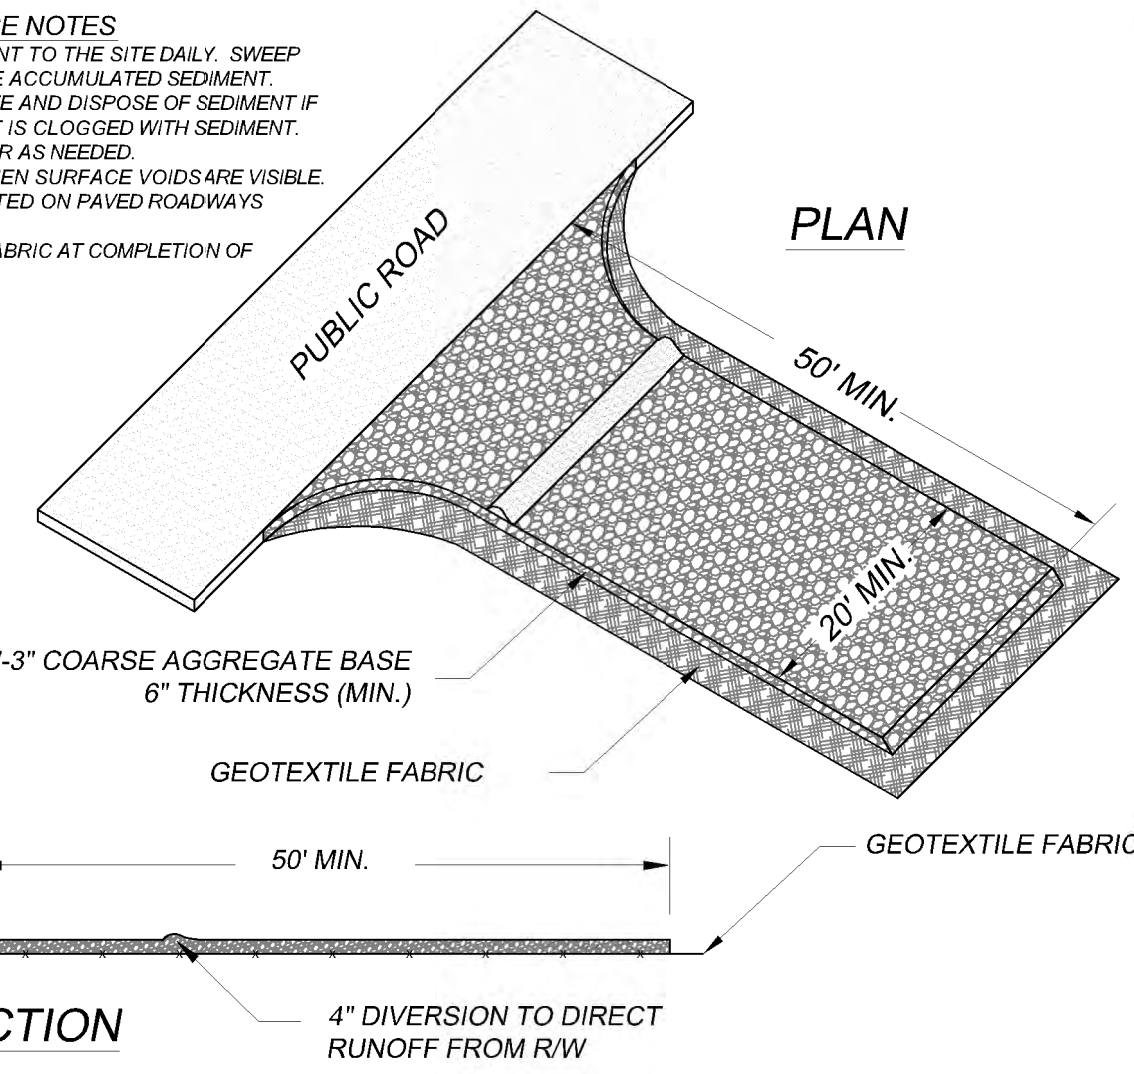 GE NOTES
NT TO THE SITE DAILY. SWEEP
E ACCUMULATED SEDIMENT.
E AND DISPOSE OF SEDIMENT IF
T IS CLOGGED WITH SEDIMENT.
R AS NEEDED.
EN SURFACE VOIDS ARE VISIBLE.
TED ON PAVED ROADWAYS
ABRIC AT COMPLETION OF
PLAN
PUBLIC ROAD
50' MIN.
20' MIN.
"-3" COARSE AGGREGATE BASE
6" THICKNESS (MIN.)
GEOTEXTILE FABRIC
50' MIN.
GEOTEXTILE FABRIC
4" DIVERSION TO DIRECT
RUNOFF FROM R/W
CTION